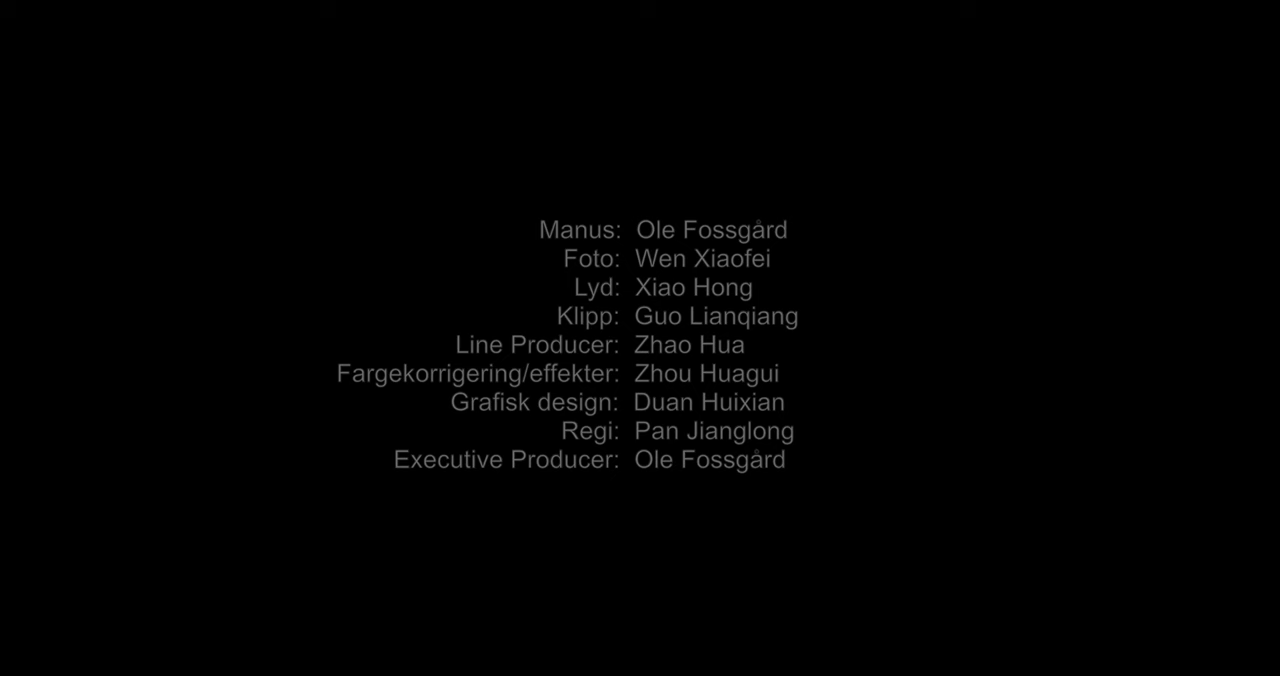 Manus: Ole Fossgård
Foto: Wen Xiaofei
Lyd: Xiao Hong
Klipp: Guo Lianqiang
Line Producer: Zhao Hua
Fargekorrigering/effekter: Zhou Huagui
Grafisk design: Duan Huixian
Regi: Pan Jianglong
Executive Producer: Ole Fossgård